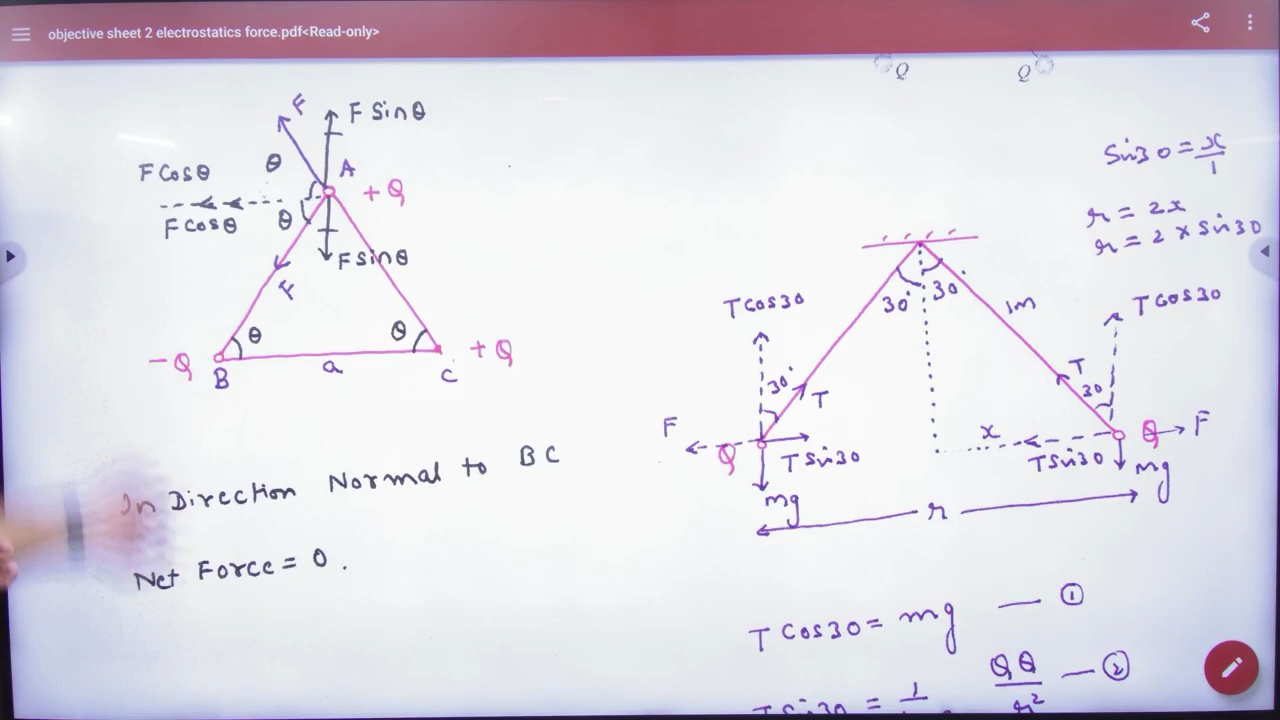 objective sheet 2 electrostatics force.pdf<Read-only>
Q Q
F
F Sinθ
θ
A
F Cosθ
+Q
F Cosθ
θ
F Sinθ
F
θ
θ
-Q
B
a
C
+Q
In Direction Normal to BC
Net Force = 0.
Sin30 = x/1
r = 2x
r = 2 × Sin30
30° 30°
1m
T Cos30
T Cos30
30°
T
T
30
F
Q
T Sin30
mg
x
T Sin30
Q
F
mg
r
T Cos30 = mg — ①
T Sin30 = 1 QQ/r² — ②